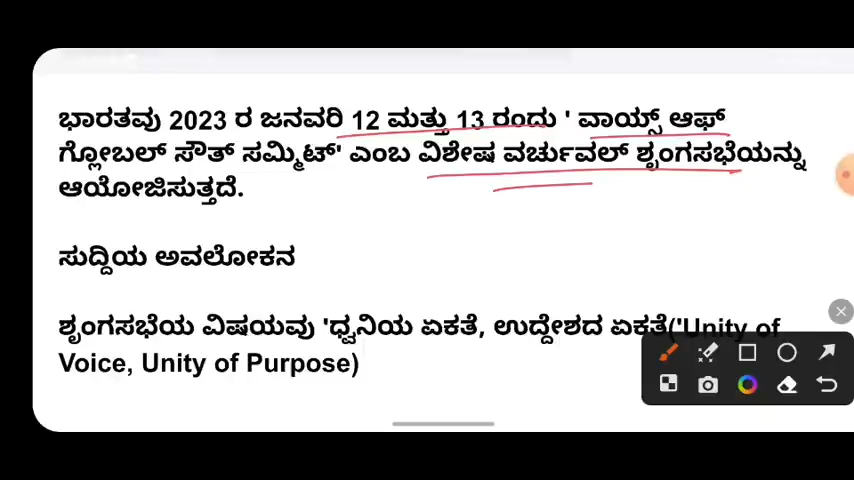 ಭಾರತವು 2023 ರ ಜನವರಿ 12 ಮತ್ತು 13 ರಂದು ' ವಾಯ್ಸ್ ಆಫ್
ಗ್ಲೋಬಲ್ ಸೌತ್ ಸಮ್ಮಿಟ್' ಎಂಬ ವಿಶೇಷ ವರ್ಚುವಲ್ ಶೃಂಗಸಭೆಯನ್ನು
ಆಯೋಜಿಸುತ್ತದೆ.
ಸುದ್ದಿಯ ಅವಲೋಕನ
ಶೃಂಗಸಭೆಯ ವಿಷಯವು 'ಧ್ವನಿಯ ಏಕತೆ, ಉದ್ದೇಶದ ಏಕತೆ('Unity of
Voice, Unity of Purpose)